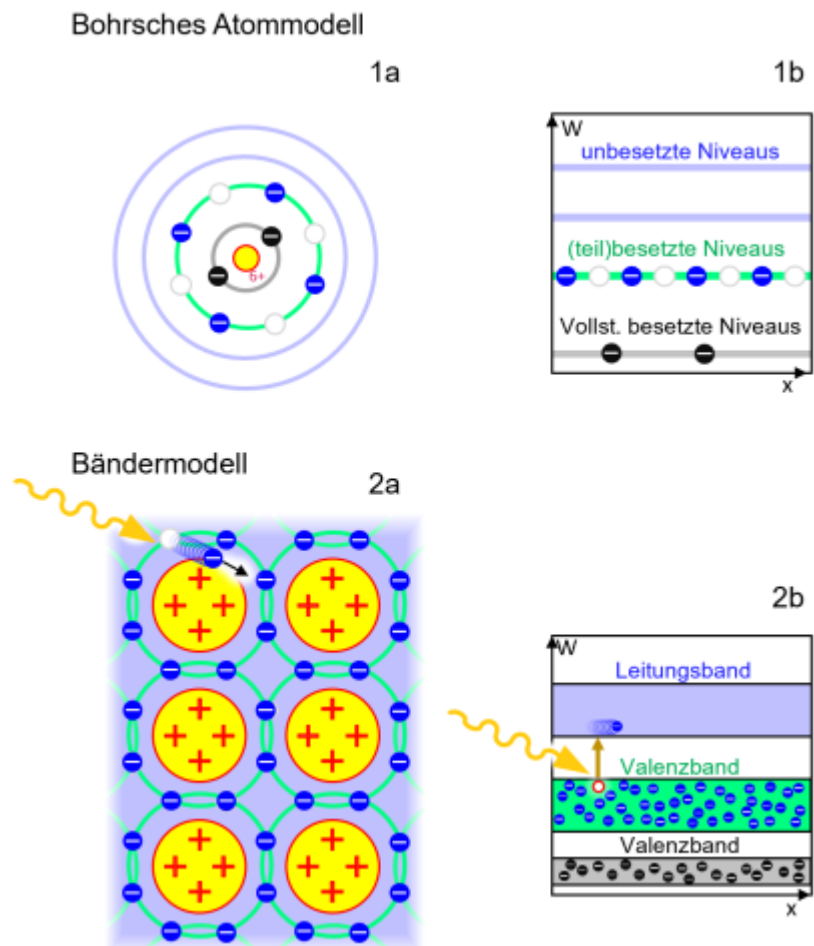 Bohrsches Atommodell
1a
1b
W
unbesetzte Niveaus
(teil)besetzte Niveaus
Vollst. besetzte Niveaus
x
6+
Bändermodell
2a
2b
W
Leitungsband
Valenzband
Valenzband
x